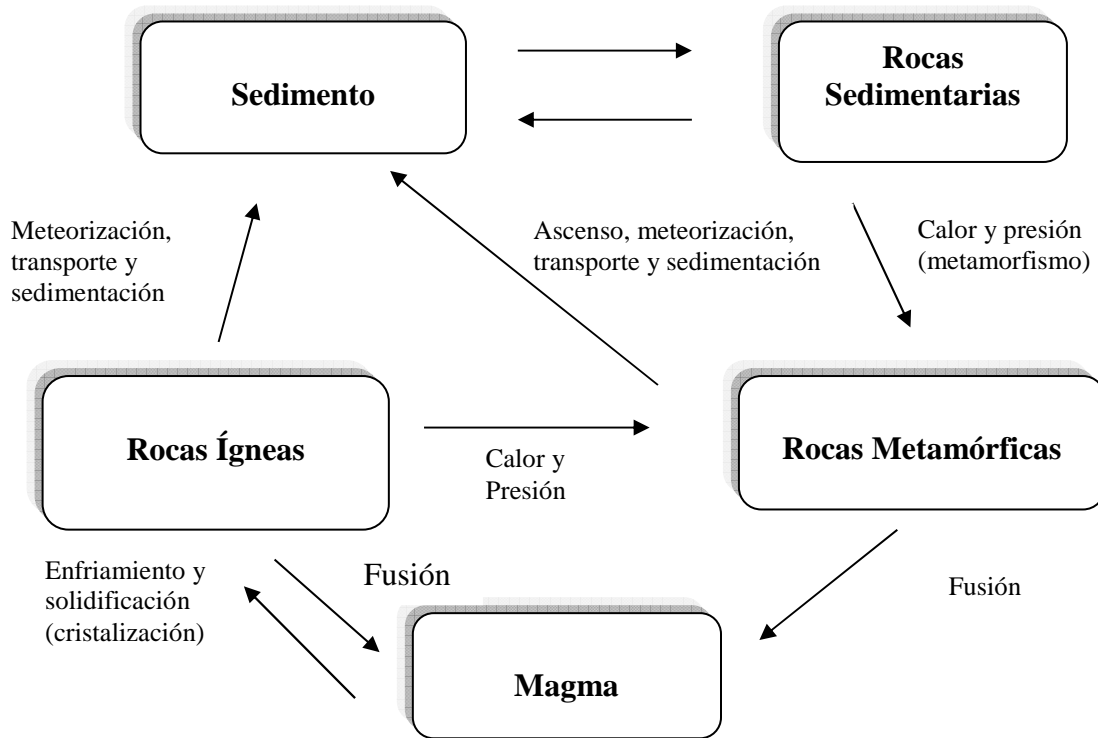 Sedimento
Rocas
Sedimentarias
Meteorización,
transporte y
sedimentación
Ascenso, meteorización,
transporte y sedimentación
Calor y presión
(metamorfismo)
Rocas Ígneas
Calor y
Presión
Rocas Metamórficas
Enfriamiento y
solidificación
(cristalización)
Fusión
Fusión
Magma